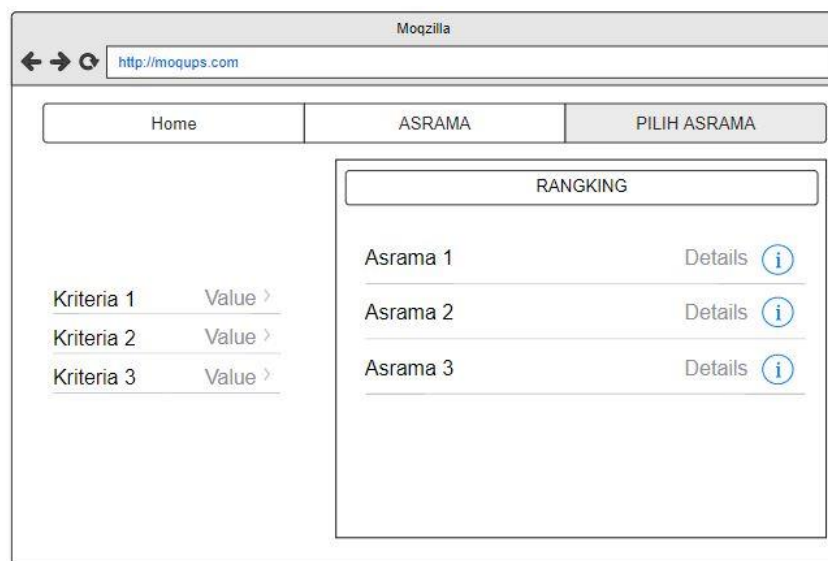 Moqzilla
http://moqups.com
Home ASRAMA PILIH ASRAMA
RANGKING
Asrama 1 Details i
Asrama 2 Details i
Asrama 3 Details i
Kriteria 1 Value >
Kriteria 2 Value >
Kriteria 3 Value >